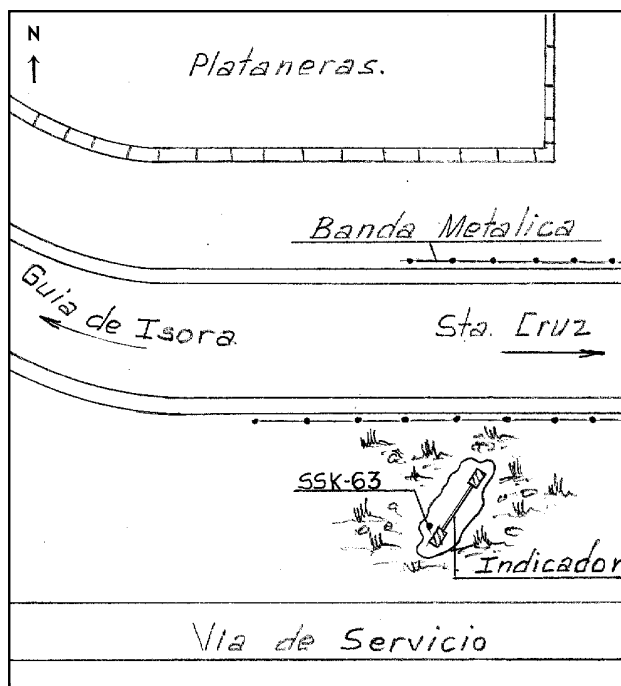 N
Plataneras.
Banda Metalica
Guia de Isora.
Sta. Cruz
SSK-63
Indicador
Via de Servicio